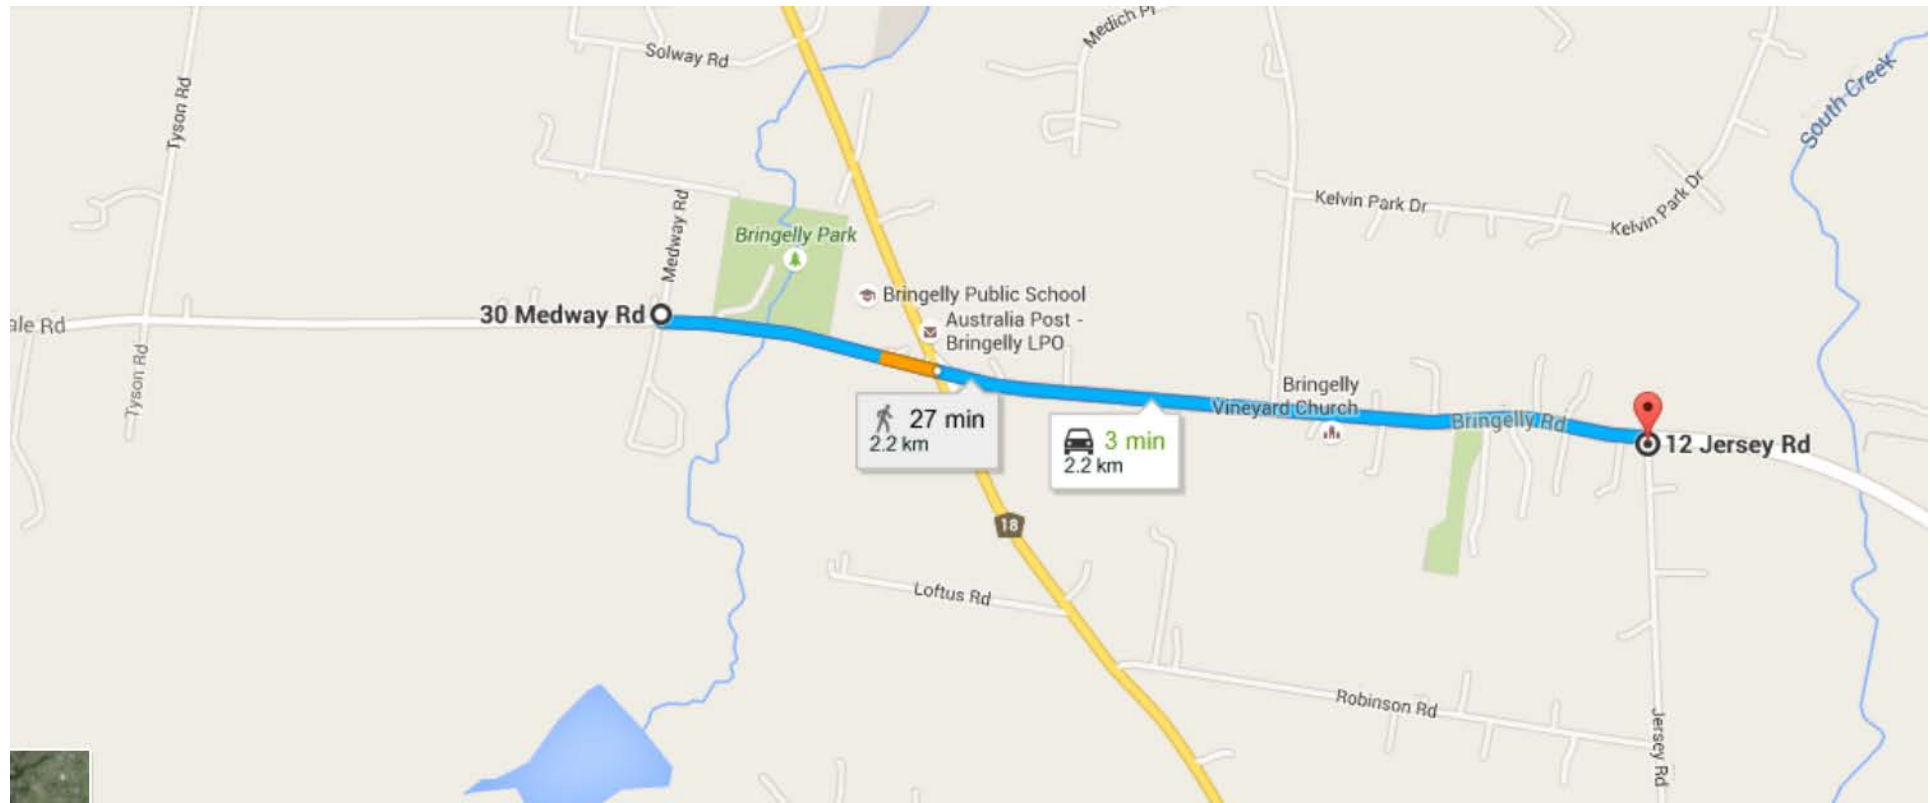 Medich Pl
Solway Rd
South Creek
Tyson Rd
Kelvin Park Dr
Kelvin Park Dr
Medway Rd
Bringelly Park
Bringelly Public School
30 Medway Rd
ale Rd
Australia Post -
Bringelly LPO
Tyson Rd
Bringelly
Vineyard Church
27 min
2.2 km
Bringelly Rd
3 min
2.2 km
12 Jersey Rd
18
Loftus Rd
Robinson Rd
Jersey Rd